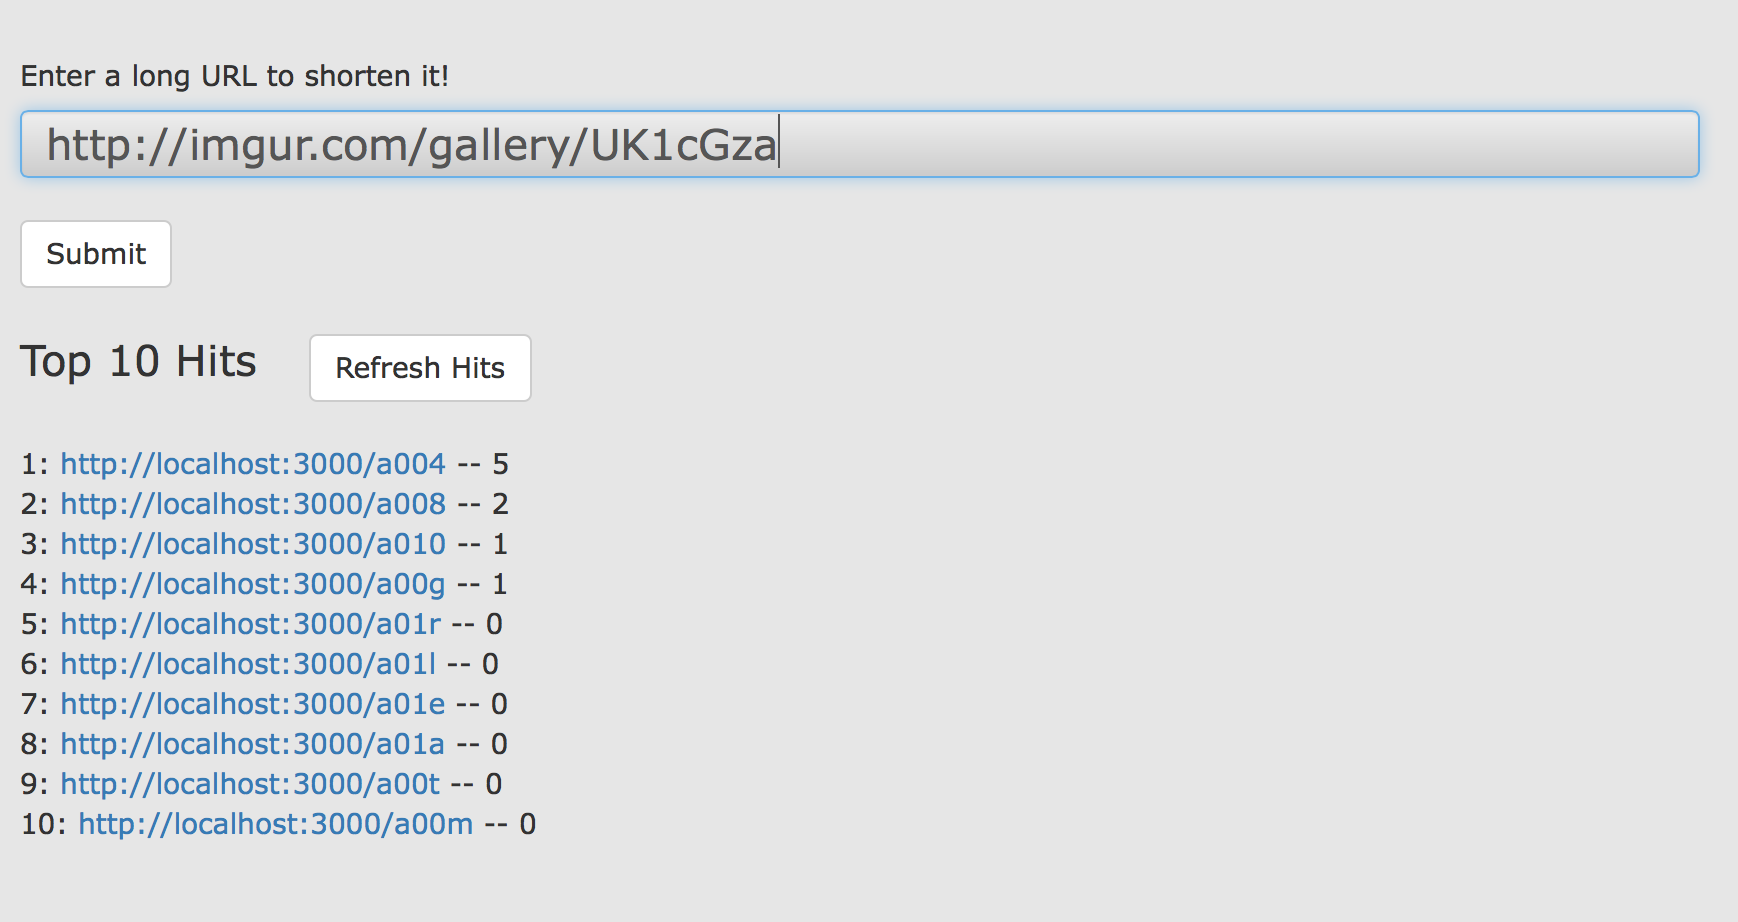 Enter a long URL to shorten it!
http://imgur.com/gallery/UK1cGza
Submit
Top 10 Hits Refresh Hits
1: http://localhost:3000/a004 -- 5
2: http://localhost:3000/a008 -- 2
3: http://localhost:3000/a010 -- 1
4: http://localhost:3000/a00g -- 1
5: http://localhost:3000/a01r -- 0
6: http://localhost:3000/a01l -- 0
7: http://localhost:3000/a01e -- 0
8: http://localhost:3000/a01a -- 0
9: http://localhost:3000/a00t -- 0
10: http://localhost:3000/a00m -- 0